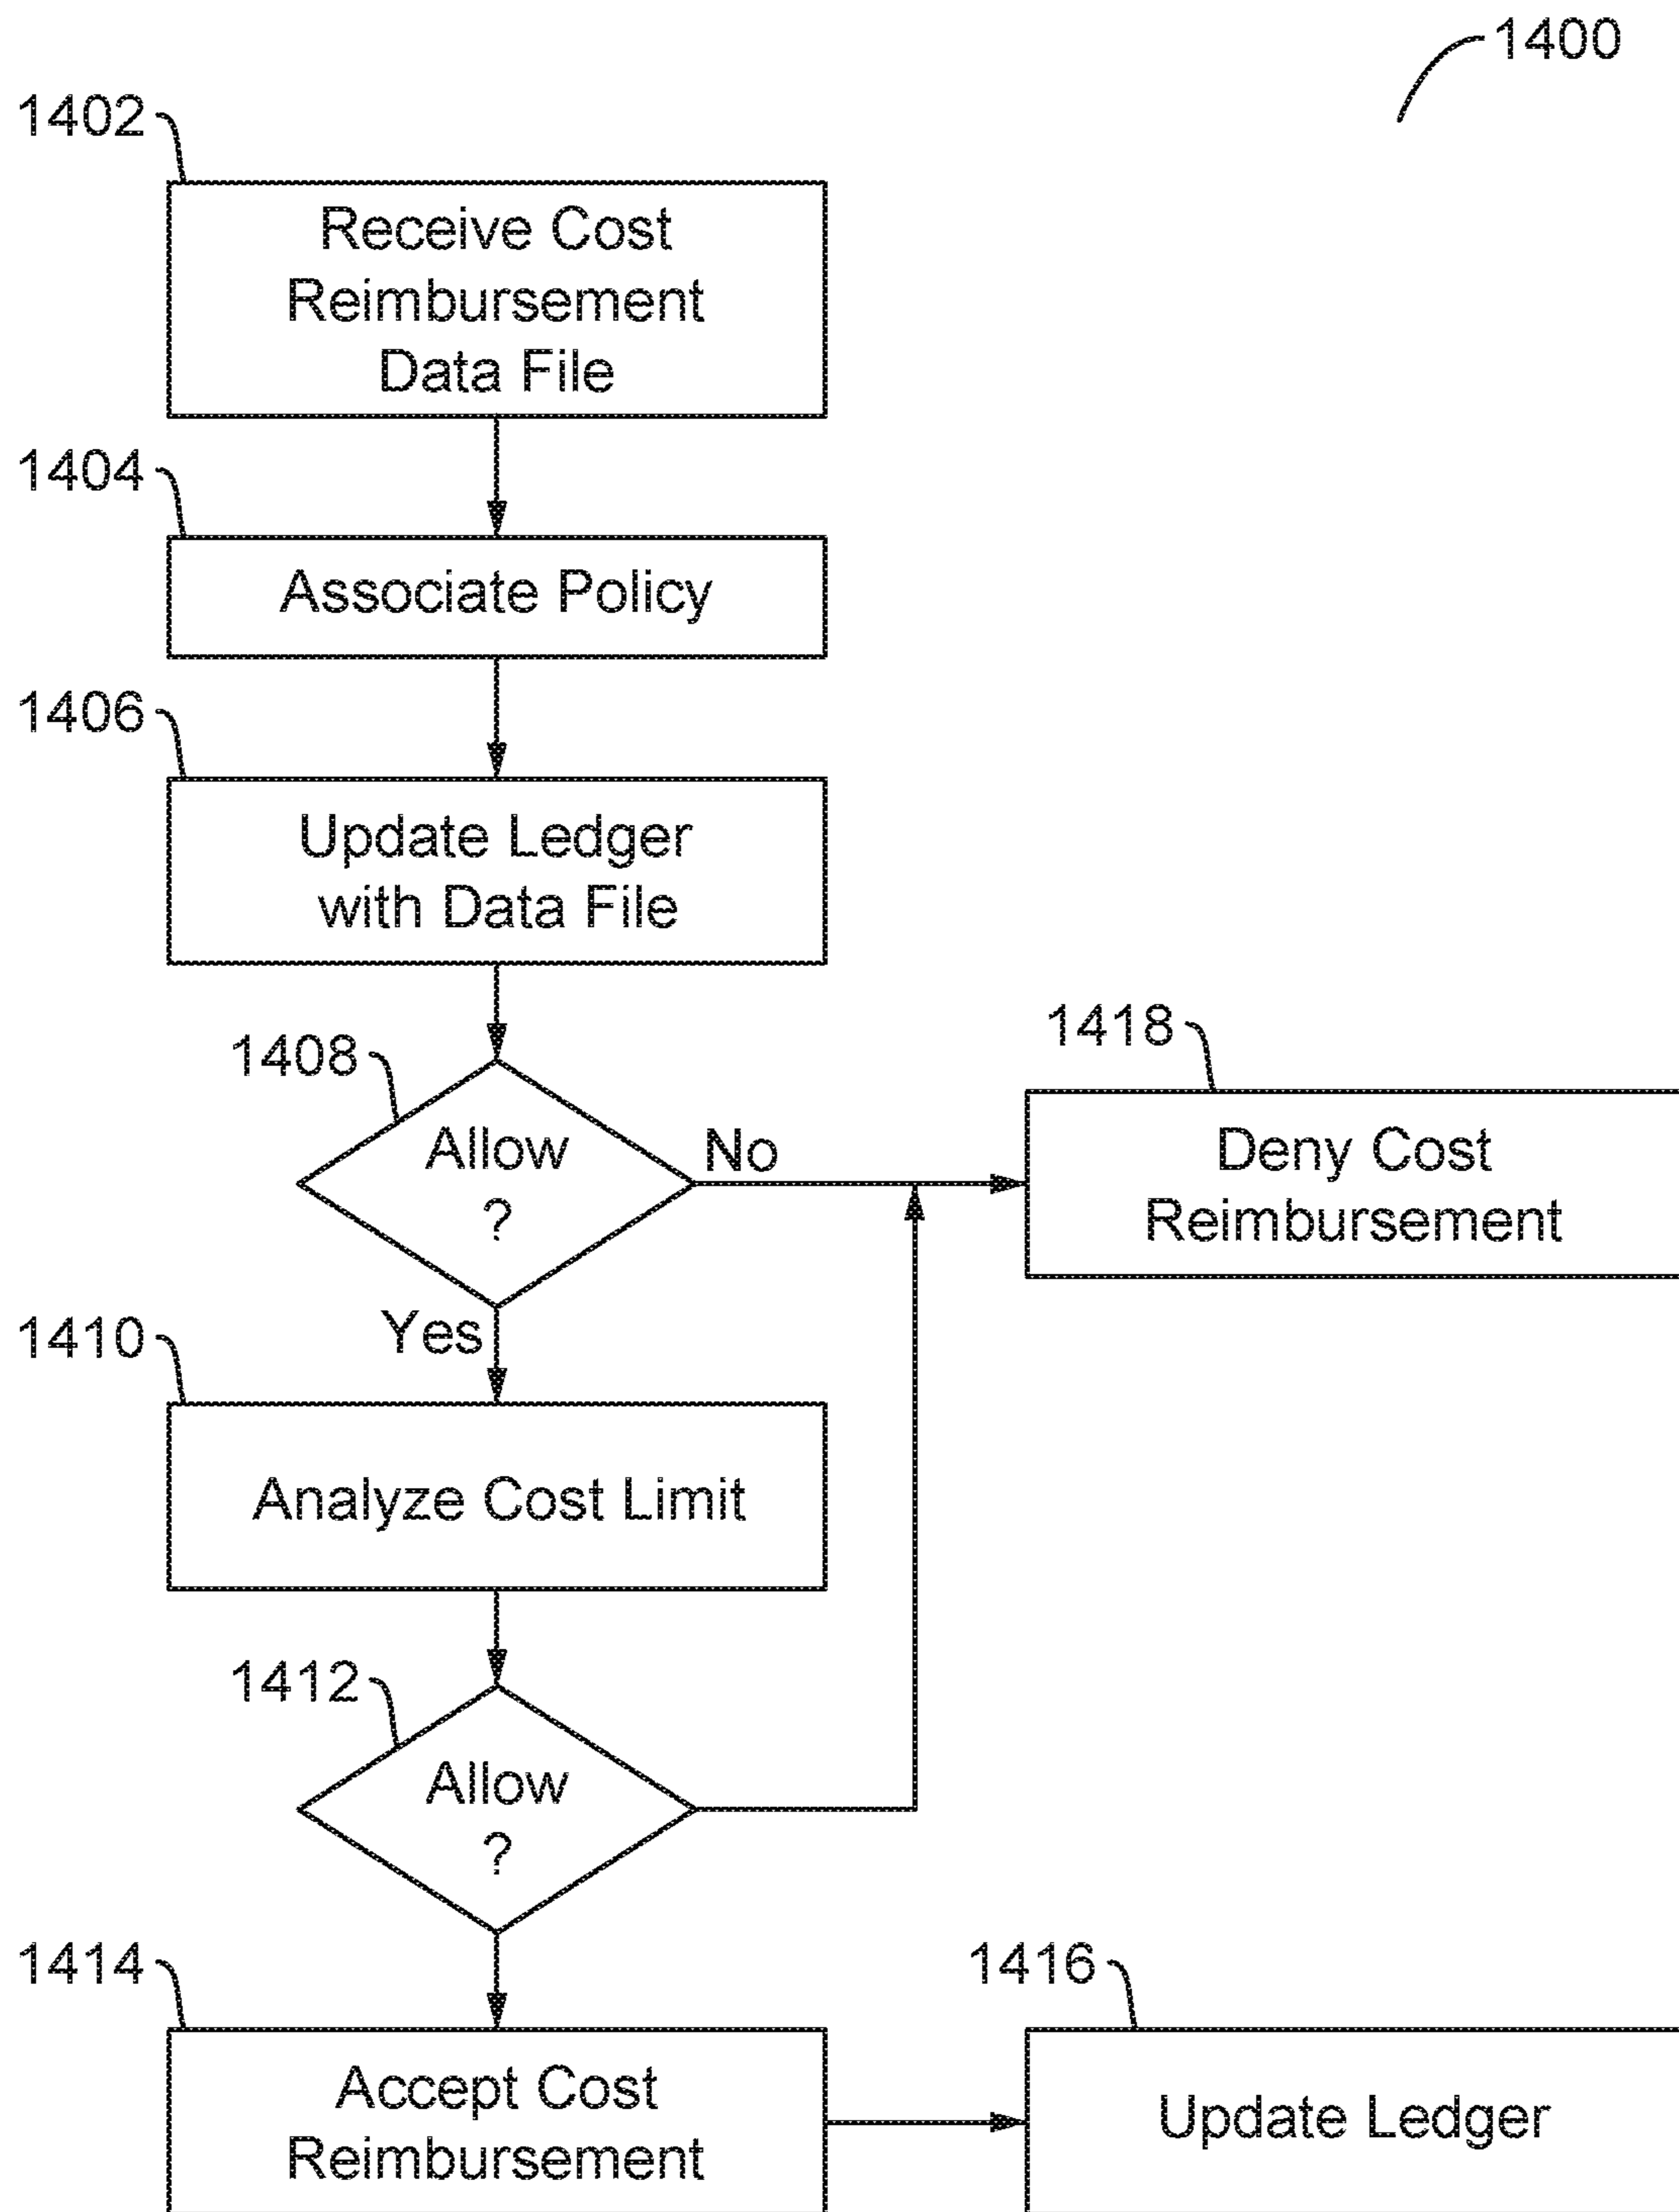 1400
1402
Receive Cost
Reimbursement
Data File
1404
Associate Policy
1406
Update Ledger
with Data File
1408
Allow
?
No
1418
Deny Cost
Reimbursement
Yes
1410
Analyze Cost Limit
1412
Allow
?
1414
Accept Cost
Reimbursement
1416
Update Ledger